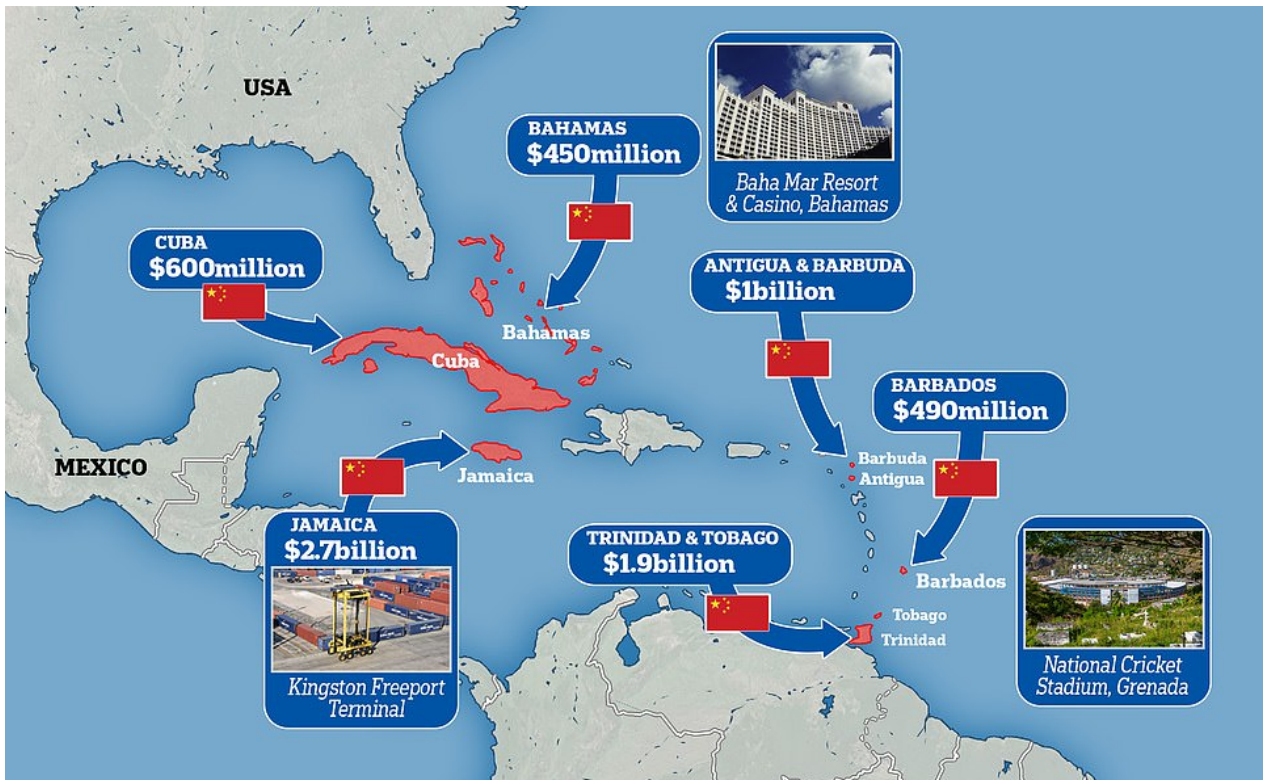 USA
BAHAMAS
$450million
Baha Mar Resort
& Casino, Bahamas
CUBA
$600million
ANTIGUA & BARBUDA
$1billion
Bahamas
Cuba
BARBADOS
$490million
MEXICO
Jamaica
Barbuda
Antigua
JAMAICA
$2.7billion
TRINIDAD & TOBAGO
$1.9billion
Barbados
Tobago
Trinidad
Kingston Freeport
Terminal
National Cricket
Stadium, Grenada